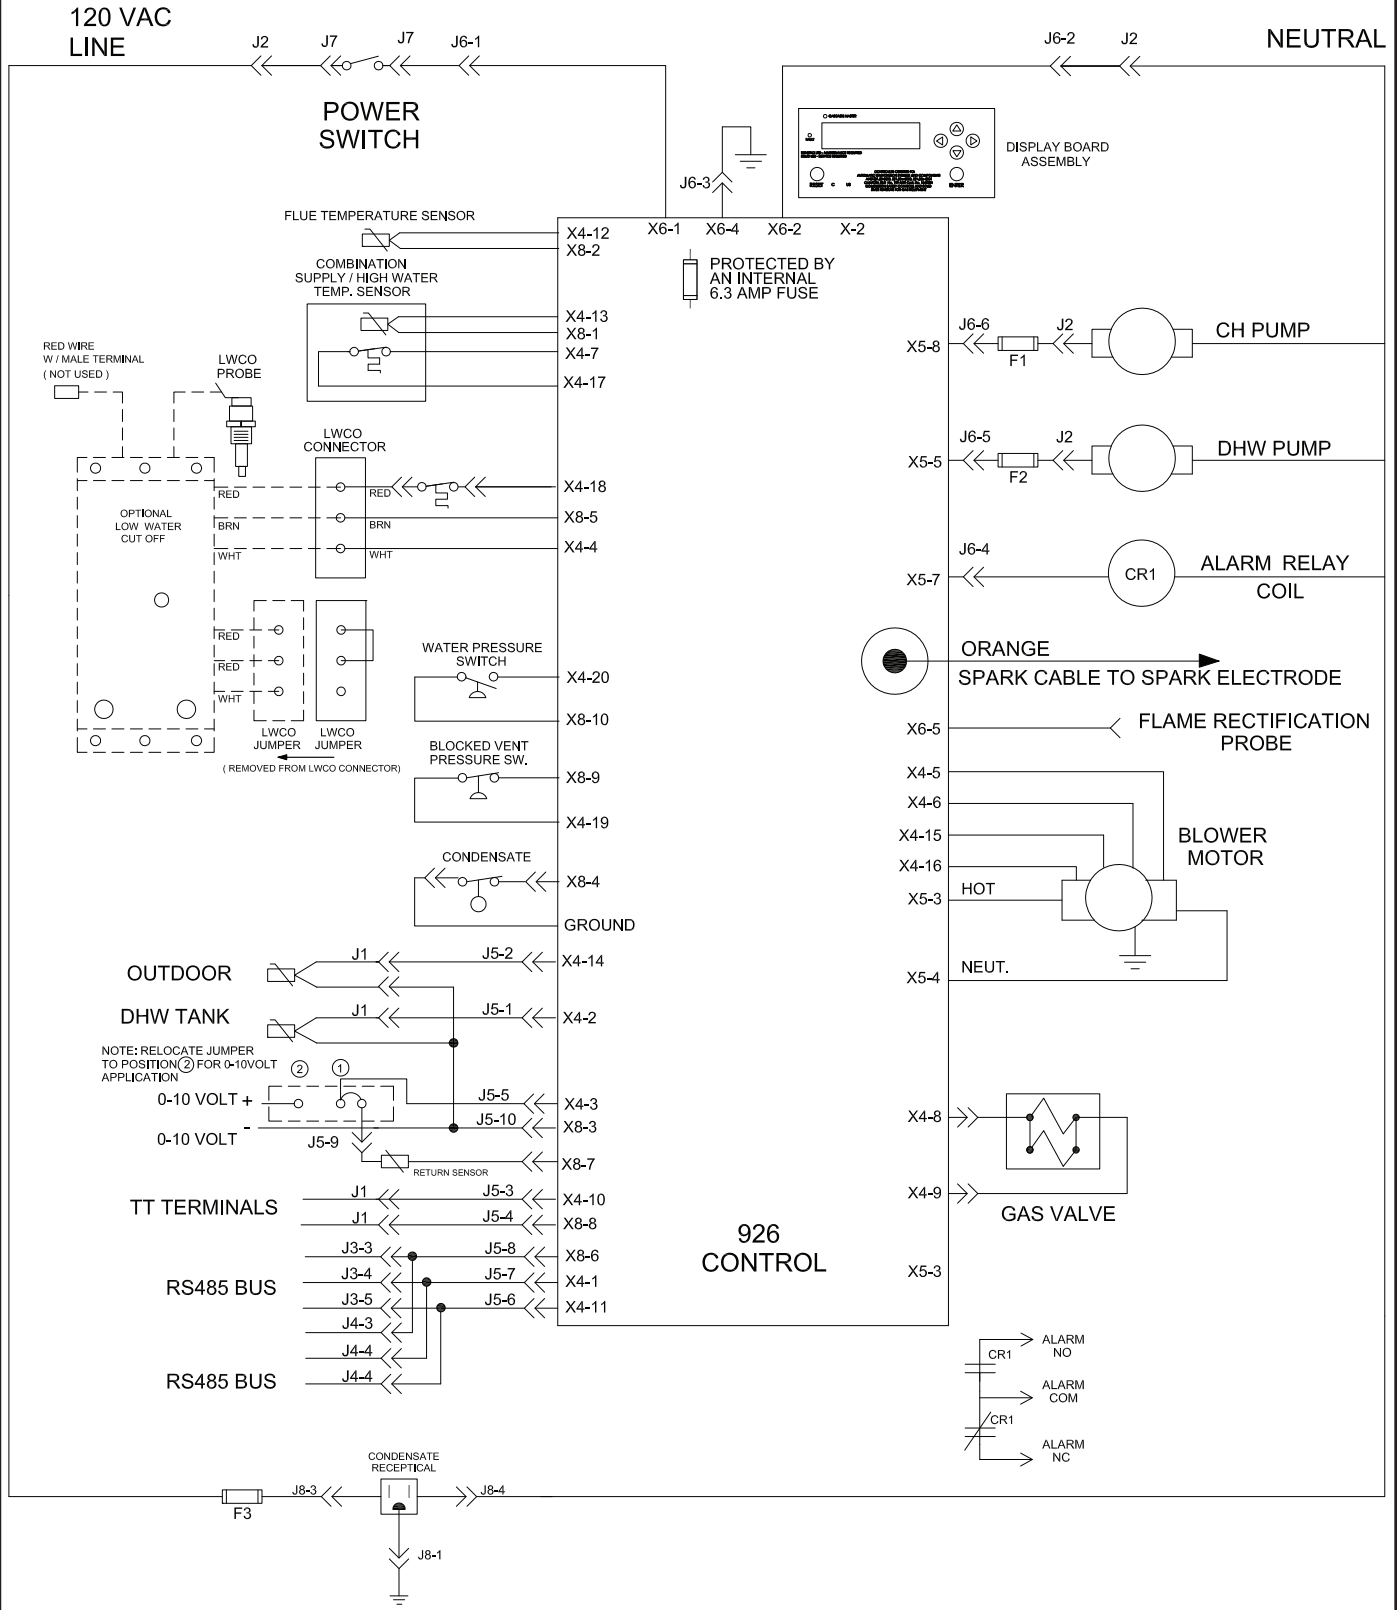 120 VAC
LINE
J2
J7
J7
J6-1
J6-2
J2
NEUTRAL
POWER
SWITCH
J6-3
RESET
ENTER
DISPLAY BOARD
ASSEMBLY
FLUE TEMPERATURE SENSOR
X4-12
X8-2
X6-1
X6-4
X6-2
X-2
COMBINATION
SUPPLY / HIGH WATER
TEMP. SENSOR
PROTECTED BY
AN INTERNAL
6.3 AMP FUSE
X4-13
X8-1
X4-7
X4-17
RED WIRE
W / MALE TERMINAL
( NOT USED )
LWCO
PROBE
X5-8
J6-6
F1
J2
CH PUMP
LWCO
CONNECTOR
X5-5
J6-5
F2
J2
DHW PUMP
OPTIONAL
LOW WATER
CUT OFF
RED
BRN
WHT
RED
BRN
WHT
X4-18
X8-5
X4-4
X5-7
J6-4
CR1
ALARM RELAY
COIL
RED
RED
WHT
LWCO
JUMPER
LWCO
JUMPER
( REMOVED FROM LWCO CONNECTOR)
WATER PRESSURE
SWITCH
X4-20
X8-10
ORANGE
SPARK CABLE TO SPARK ELECTRODE
X6-5
FLAME RECTIFICATION
PROBE
BLOCKED VENT
PRESSURE SW.
X8-9
X4-19
X4-5
X4-6
X4-15
X4-16
X5-3
HOT
BLOWER
MOTOR
X5-4
NEUT.
CONDENSATE
X8-4
GROUND
OUTDOOR
J1
J5-2
X4-14
DHW TANK
J1
J5-1
X4-2
NOTE: RELOCATE JUMPER
TO POSITION 2 FOR 0-10VOLT
APPLICATION
2
1
0-10 VOLT +
J5-5
X4-3
0-10 VOLT -
J5-10
X8-3
J5-9
RETURN SENSOR
X8-7
TT TERMINALS
J1
J5-3
X4-10
J1
J5-4
X8-8
RS485 BUS
J3-3
J5-8
X8-6
J3-4
J5-7
X4-1
J3-5
J5-6
X4-11
J4-3
J4-4
RS485 BUS
J4-4
926
CONTROL
X4-8
X4-9
GAS VALVE
X5-3
CR1
ALARM
NO
ALARM
COM
CR1
ALARM
NC
F3
J8-3
CONDENSATE
RECEPTICAL
J8-4
J8-1